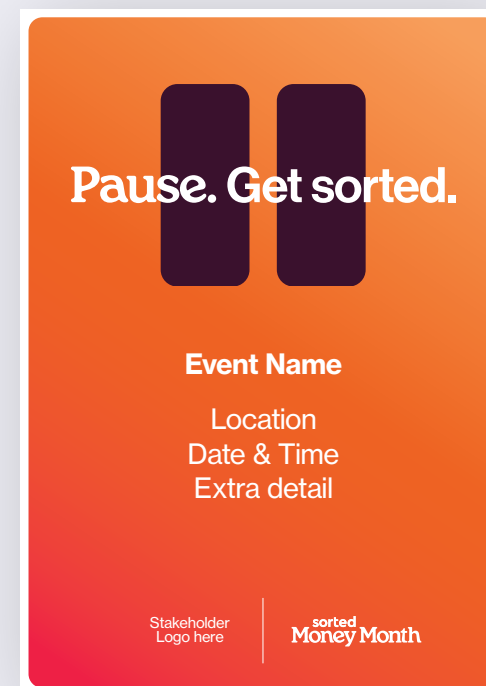 Pause. Get sorted.
Event Name
Location
Date & Time
Extra detail
Stakeholder
Logo here
sorted
Money Month